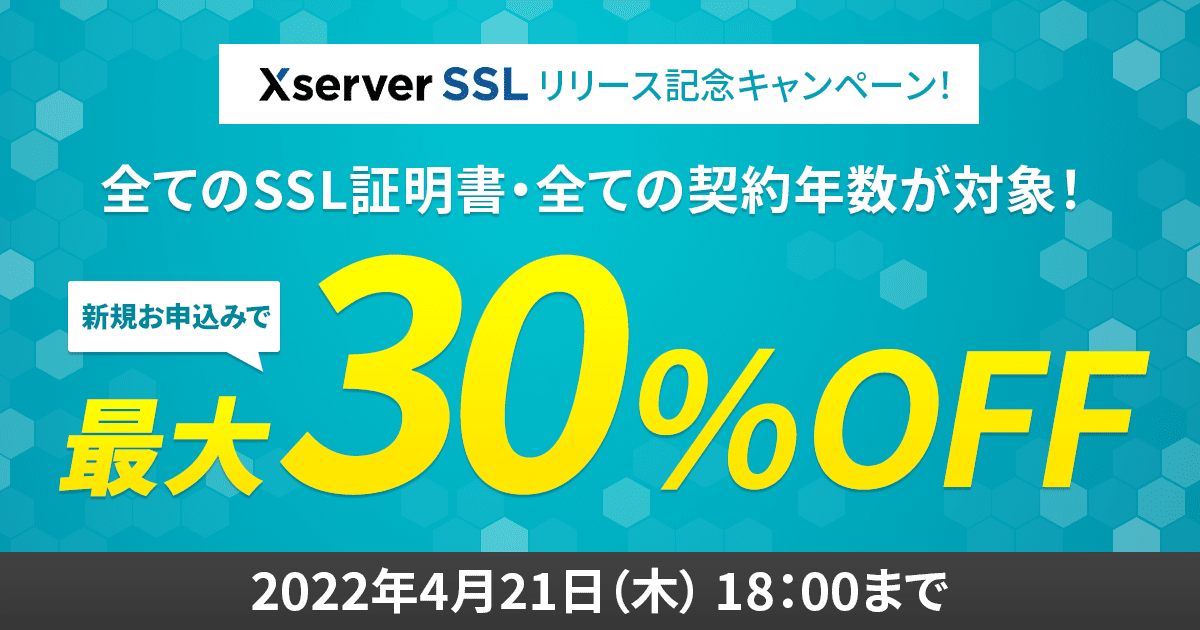 Xserver SSL リリース記念キャンペーン!
全てのSSL証明書・全ての契約年数が対象!
新規お申込みで
最大30%OFF
2022年4月21日(木) 18:00まで